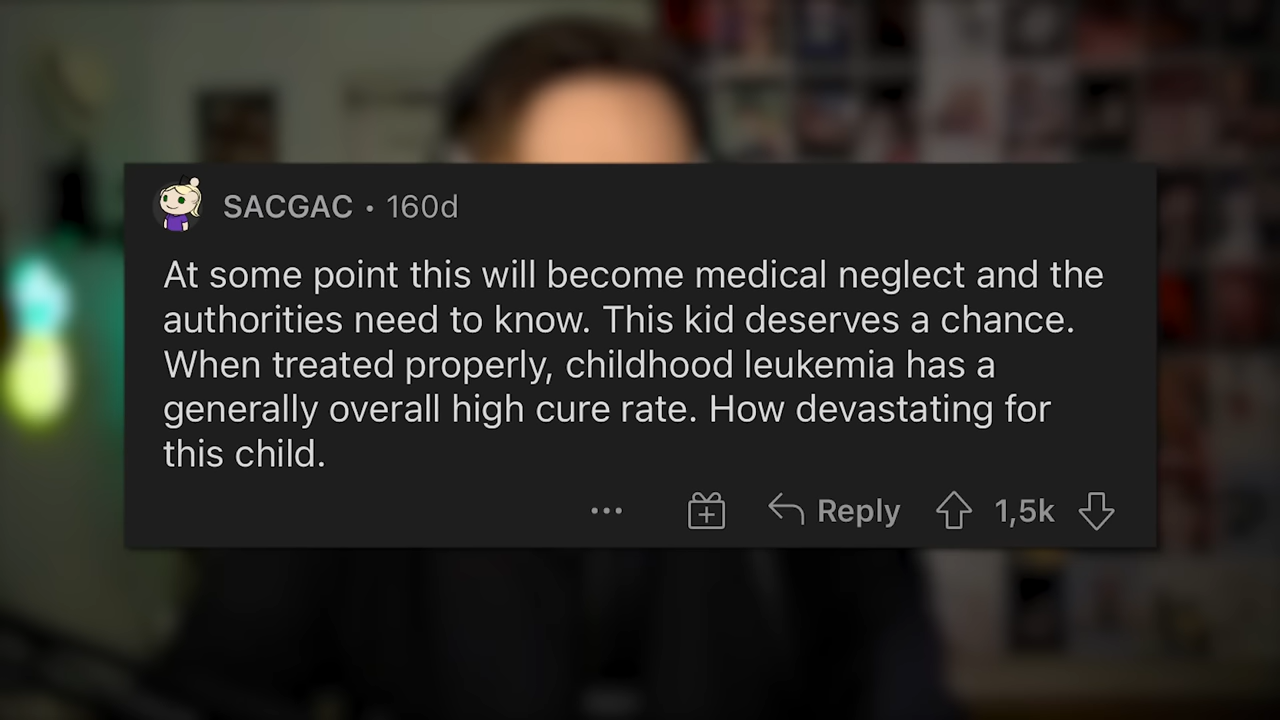 SACGAC • 160d
At some point this will become medical neglect and the
authorities need to know. This kid deserves a chance.
When treated properly, childhood leukemia has a
generally overall high cure rate. How devastating for
this child.
Reply 1,5k